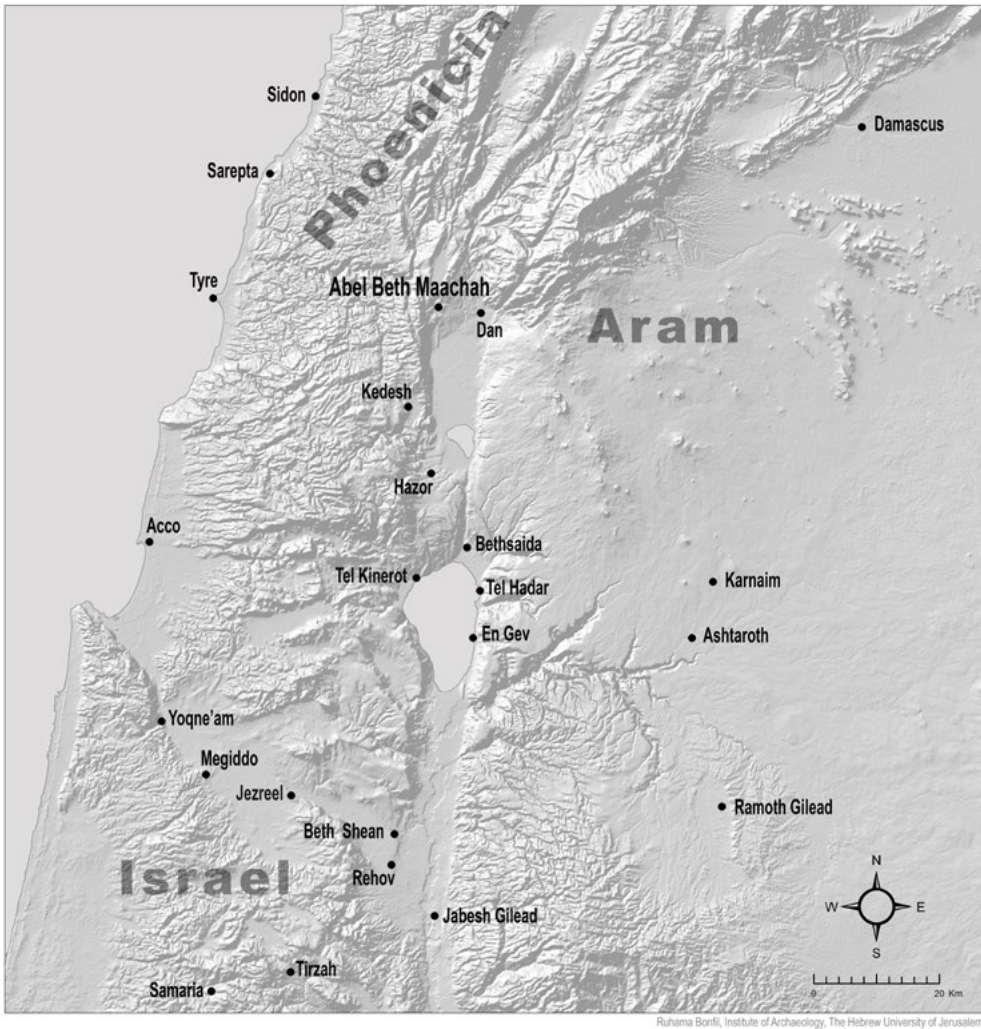 Phoenicia
Sidon
Damascus
Sarepta
Tyre
Abel Beth Maachah
Dan
Aram
Kedesh
Hazor
Acco
Bethsaida
Tel Kinerot
Tel Hadar
Karnaim
En Gev
Ashtaroth
Yoqne'am
Megiddo
Jezreel
Ramoth Gilead
Beth Shean
Rehov
Israel
N
W
E
S
Jabesh Gilead
Tirzah
Samaria
0 20 Km.
Ruhama Bonfil, Institute of Archaeology, The Hebrew University of Jerusalem